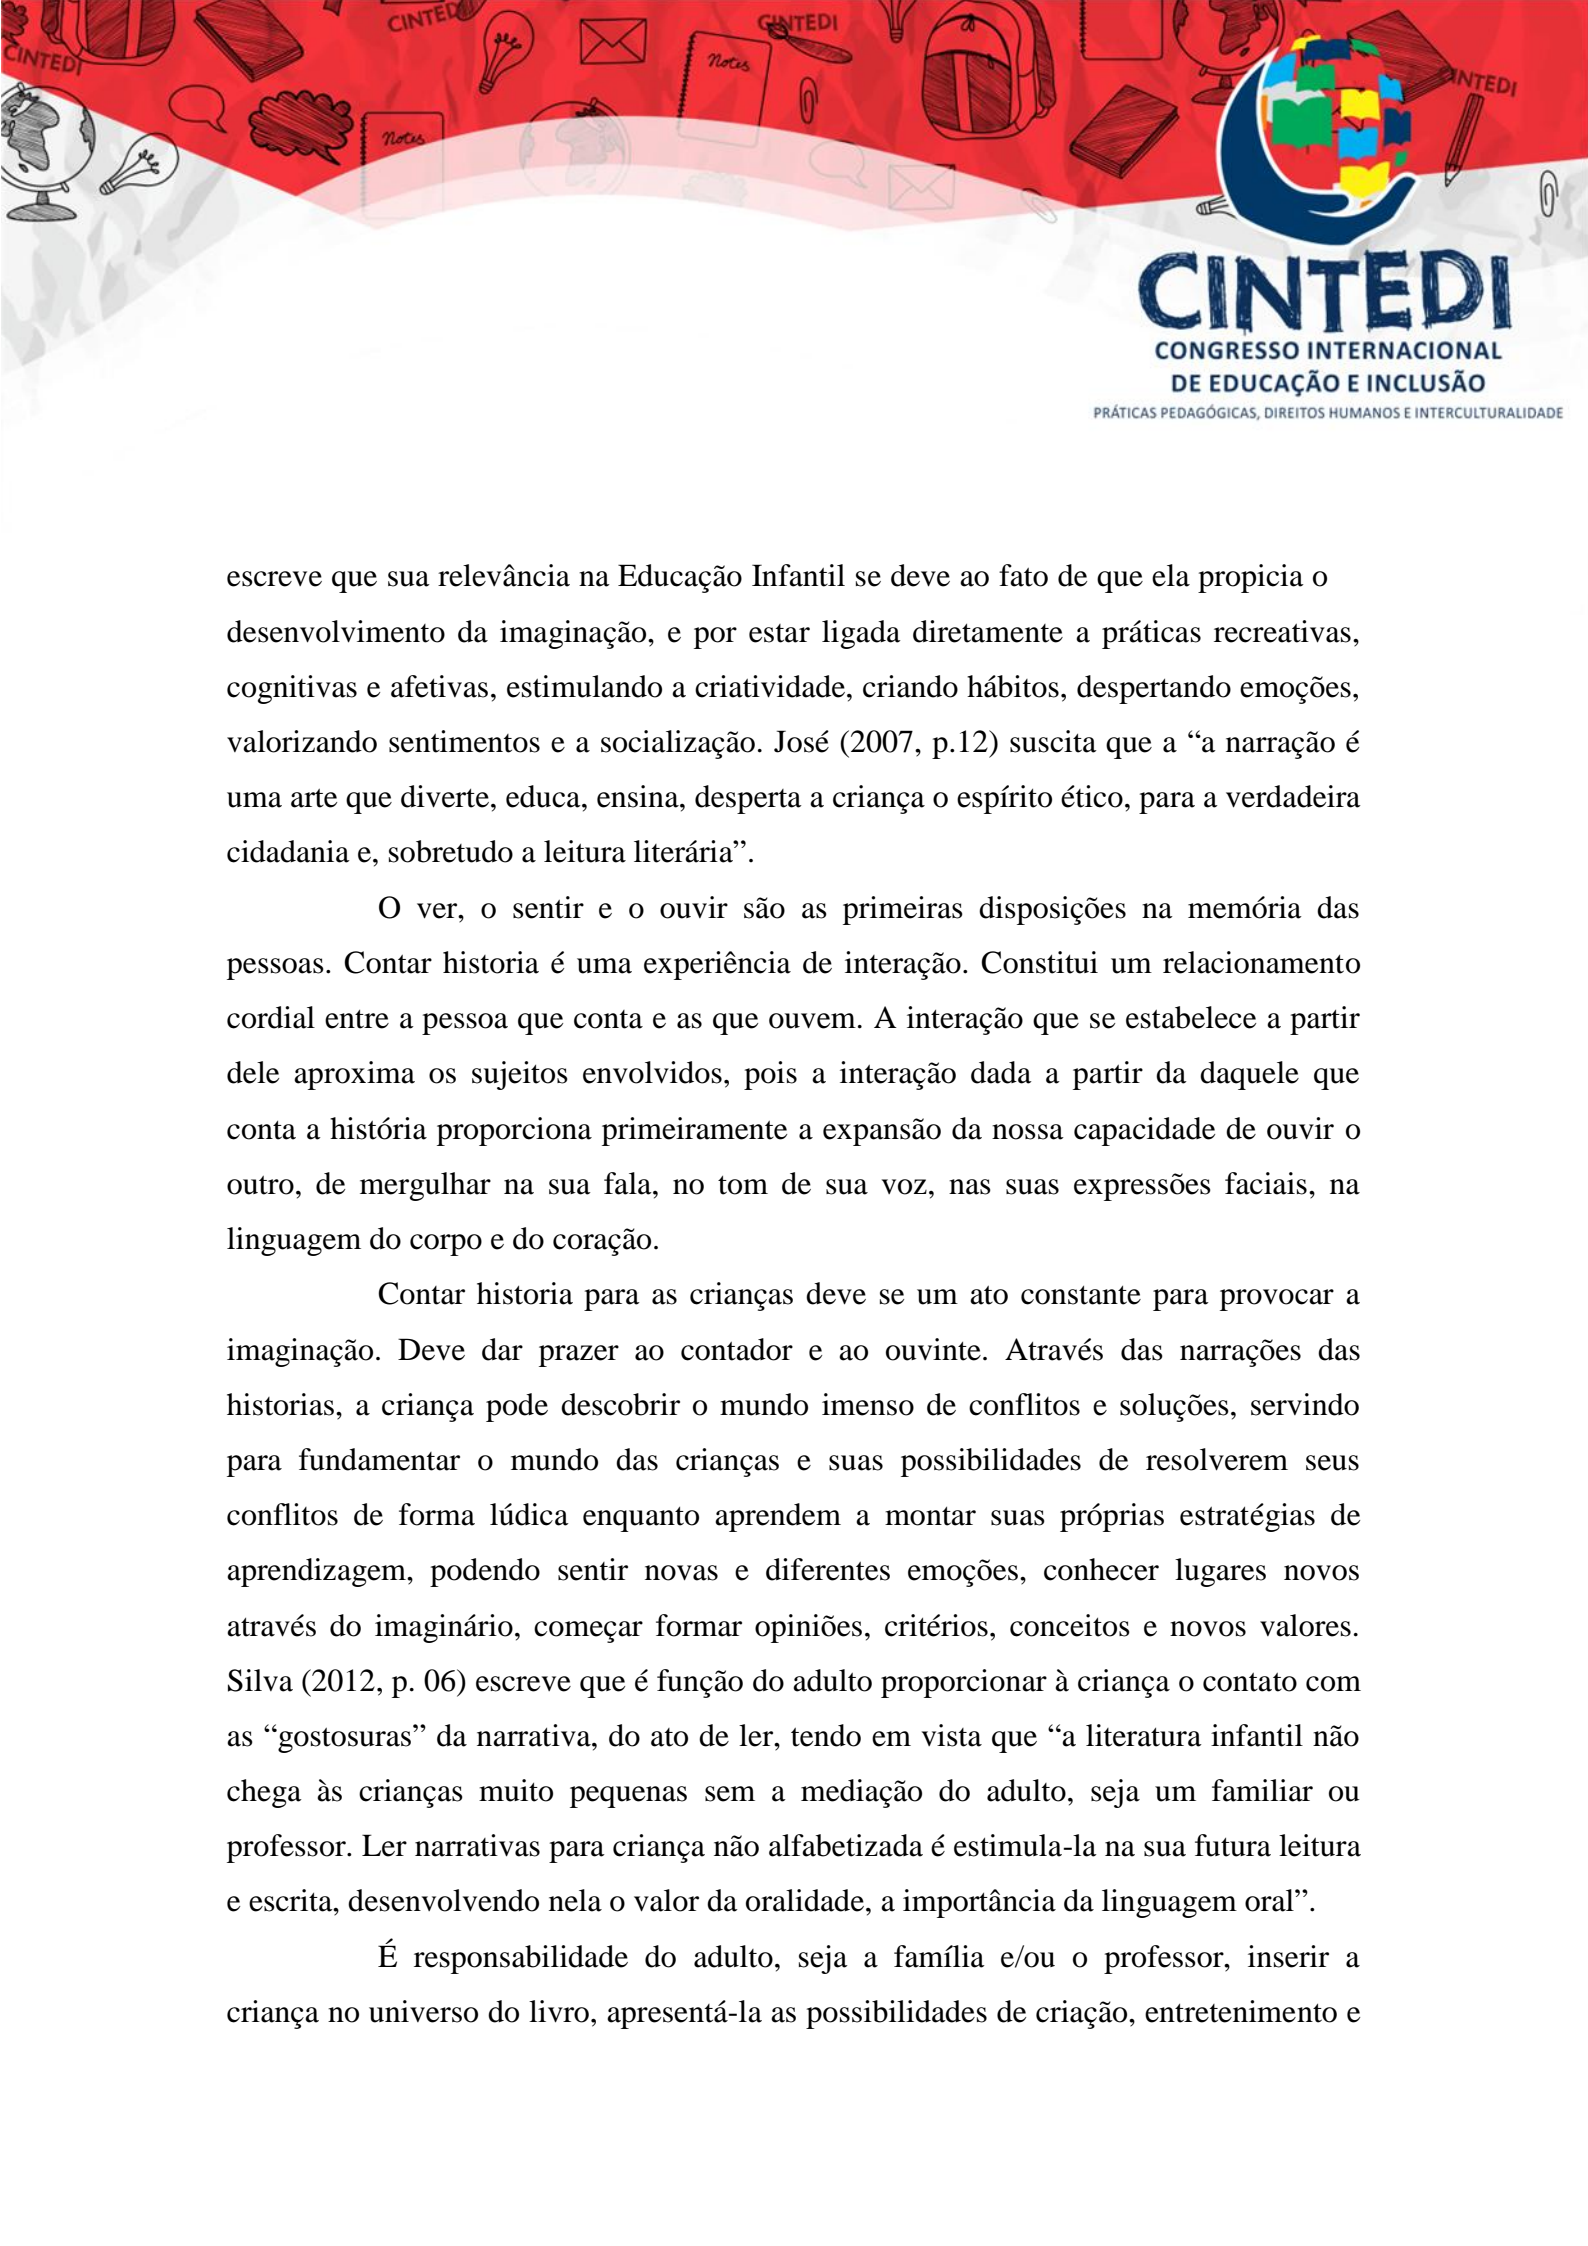 CINTEDI
CINTEDI
CINTEDI
CINTEDI
Notes
Notes
CINTEDI
CONGRESSO INTERNACIONAL
DE EDUCAÇÃO E INCLUSÃO
PRÁTICAS PEDAGÓGICAS, DIREITOS HUMANOS E INTERCULTURALIDADE
escreve que sua relevância na Educação Infantil se deve ao fato de que ela propicia o
desenvolvimento da imaginação, e por estar ligada diretamente a práticas recreativas,
cognitivas e afetivas, estimulando a criatividade, criando hábitos, despertando emoções,
valorizando sentimentos e a socialização. José (2007, p.12) suscita que a “a narração é
uma arte que diverte, educa, ensina, desperta a criança o espírito ético, para a verdadeira
cidadania e, sobretudo a leitura literária”.
O ver, o sentir e o ouvir são as primeiras disposições na memória das
pessoas. Contar historia é uma experiência de interação. Constitui um relacionamento
cordial entre a pessoa que conta e as que ouvem. A interação que se estabelece a partir
dele aproxima os sujeitos envolvidos, pois a interação dada a partir da daquele que
conta a história proporciona primeiramente a expansão da nossa capacidade de ouvir o
outro, de mergulhar na sua fala, no tom de sua voz, nas suas expressões faciais, na
linguagem do corpo e do coração.
Contar historia para as crianças deve se um ato constante para provocar a
imaginação. Deve dar prazer ao contador e ao ouvinte. Através das narrações das
historias, a criança pode descobrir o mundo imenso de conflitos e soluções, servindo
para fundamentar o mundo das crianças e suas possibilidades de resolverem seus
conflitos de forma lúdica enquanto aprendem a montar suas próprias estratégias de
aprendizagem, podendo sentir novas e diferentes emoções, conhecer lugares novos
através do imaginário, começar formar opiniões, critérios, conceitos e novos valores.
Silva (2012, p. 06) escreve que é função do adulto proporcionar à criança o contato com
as “gostosuras” da narrativa, do ato de ler, tendo em vista que “a literatura infantil não
chega às crianças muito pequenas sem a mediação do adulto, seja um familiar ou
professor. Ler narrativas para criança não alfabetizada é estimula-la na sua futura leitura
e escrita, desenvolvendo nela o valor da oralidade, a importância da linguagem oral”.
É responsabilidade do adulto, seja a família e/ou o professor, inserir a
criança no universo do livro, apresentá-la as possibilidades de criação, entretenimento e